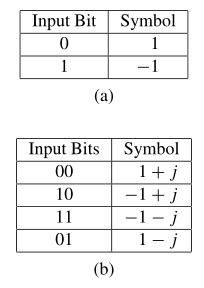 Input Bit Symbol
0 1
1 −1
(a)
Input Bits Symbol
00 1 + j
10 −1 + j
11 −1 − j
01 1 − j
(b)